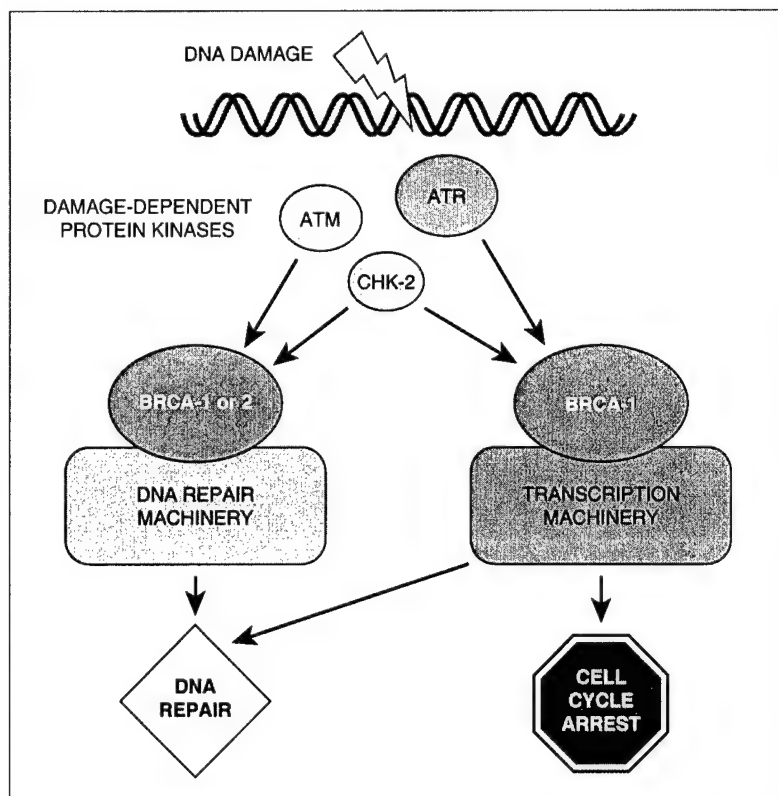 DNA DAMAGE
ATR
DAMAGE-DEPENDENT
PROTEIN KINASES
ATM
CHK-2
BRCA-1 or 2
BRCA-1
DNA REPAIR
MACHINERY
TRANSCRIPTION
MACHINERY
DNA
REPAIR
CELL
CYCLE
ARREST